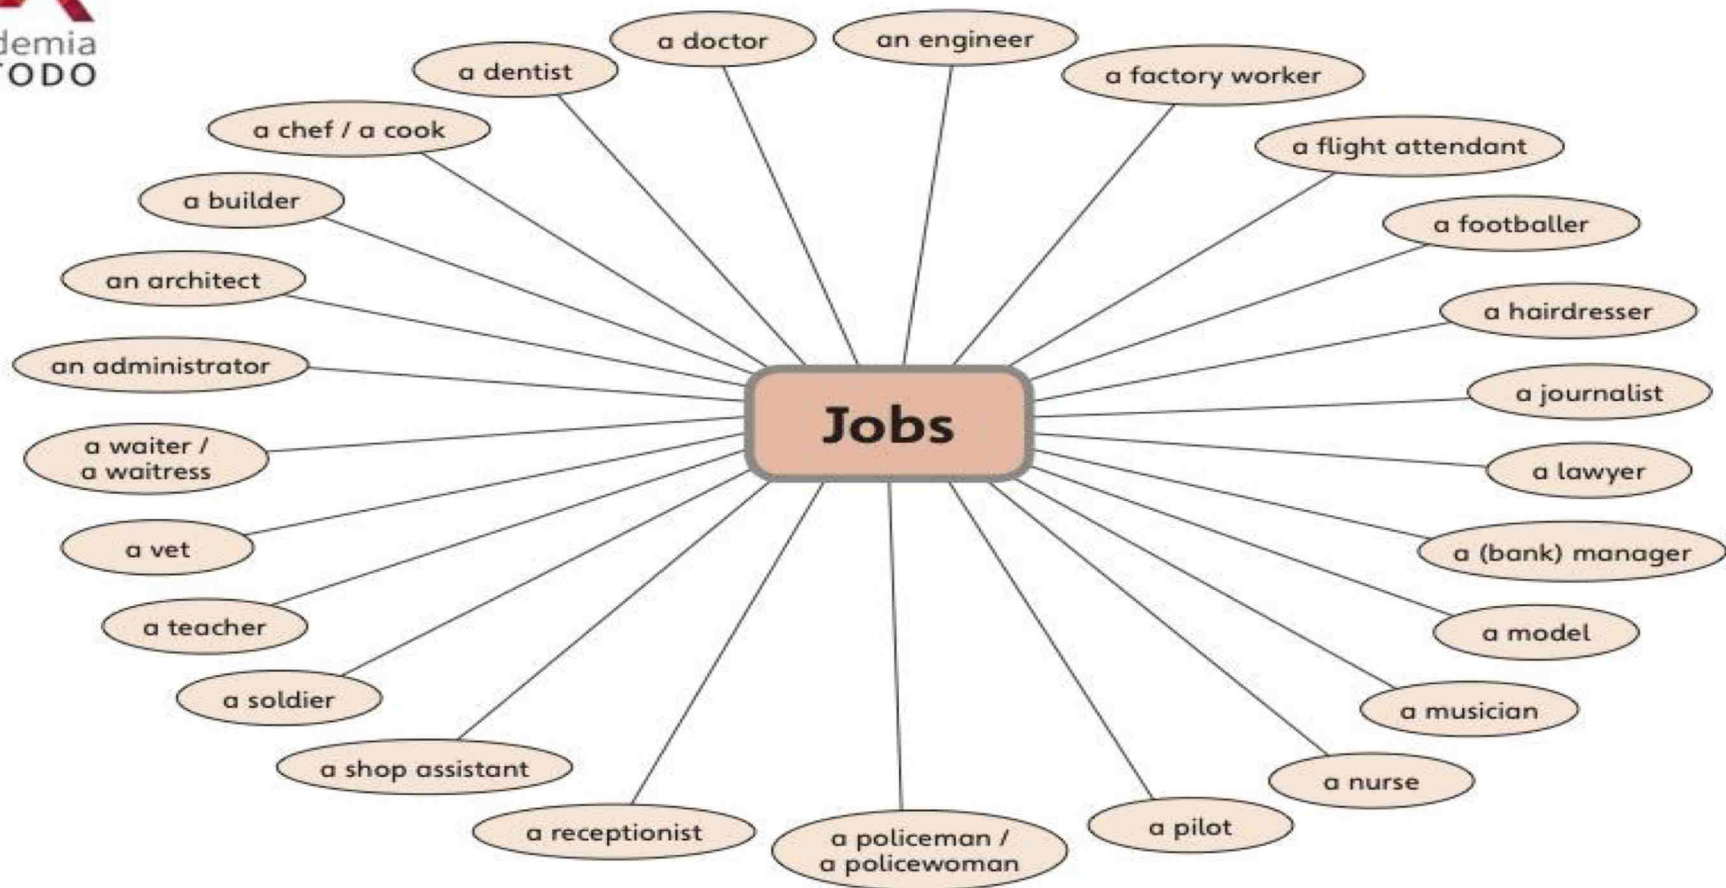 demia
TODO
a doctor
an engineer
a dentist
a factory worker
a chef / a cook
a flight attendant
a builder
a footballer
an architect
a hairdresser
an administrator
a journalist
Jobs
a waiter /
a waitress
a lawyer
a vet
a (bank) manager
a teacher
a model
a soldier
a musician
a shop assistant
a nurse
a receptionist
a policeman /
a policewoman
a pilot